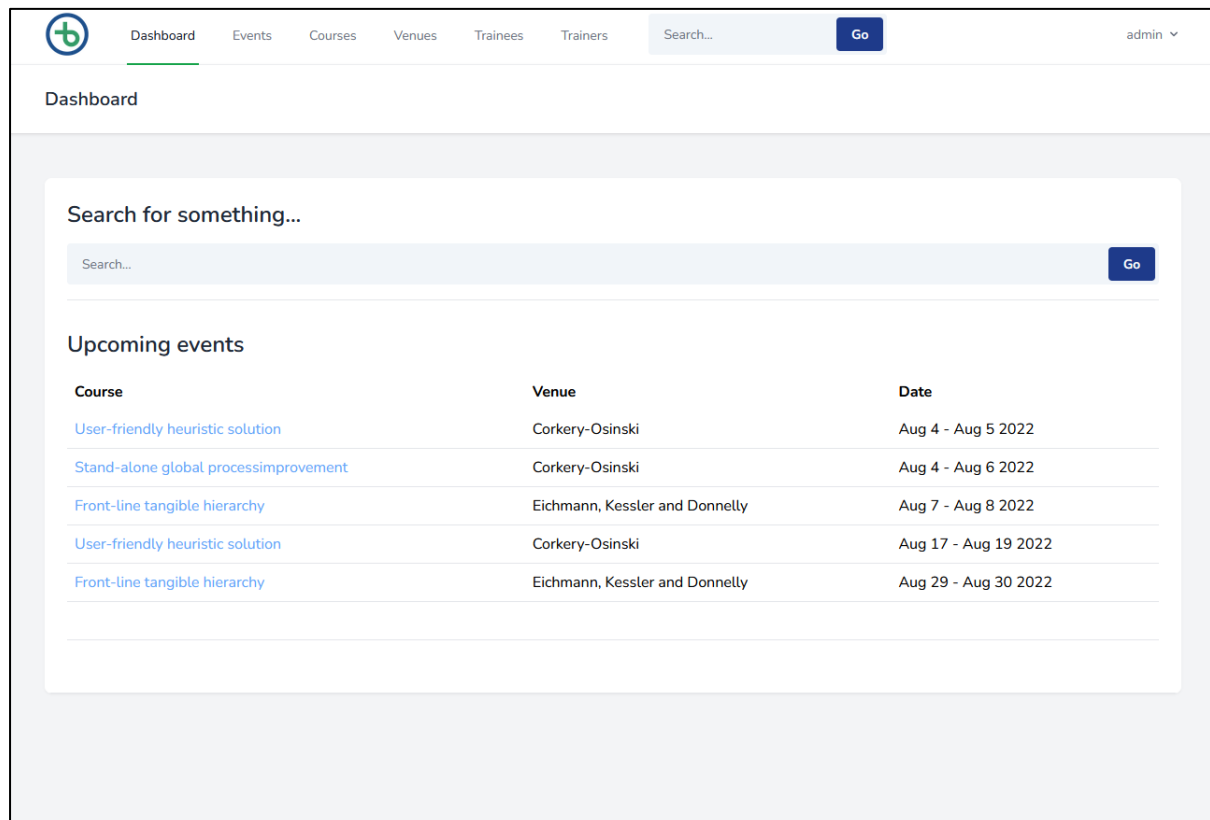 Dashboard Events Courses Venues Trainees Trainers Search... Go admin
Dashboard
Search for something...
Search... Go
Upcoming events
Course Venue Date
User-friendly heuristic solution Corkery-Osinski Aug 4 - Aug 5 2022
Stand-alone global processimprovement Corkery-Osinski Aug 4 - Aug 6 2022
Front-line tangible hierarchy Eichmann, Kessler and Donnelly Aug 7 - Aug 8 2022
User-friendly heuristic solution Corkery-Osinski Aug 17 - Aug 19 2022
Front-line tangible hierarchy Eichmann, Kessler and Donnelly Aug 29 - Aug 30 2022